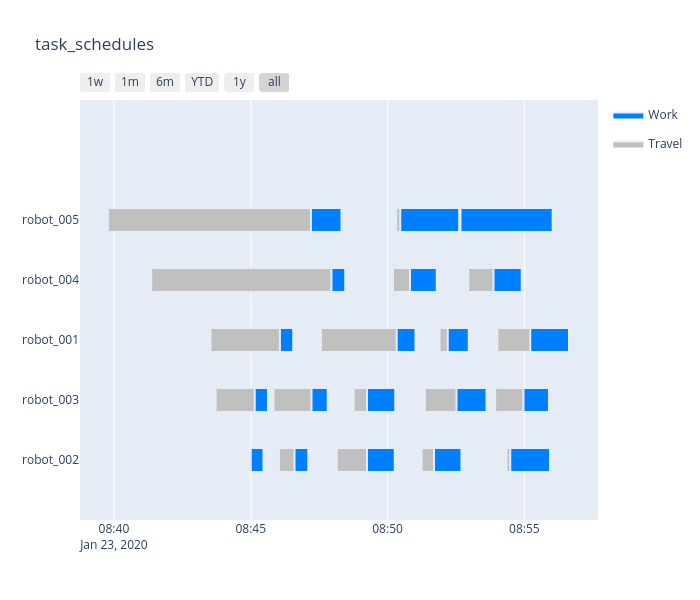 task_schedules
1w 1m 6m YTD 1y all
Work
Travel
robot_005
robot_004
robot_001
robot_003
robot_002
08:40 08:45 08:50 08:55
Jan 23, 2020